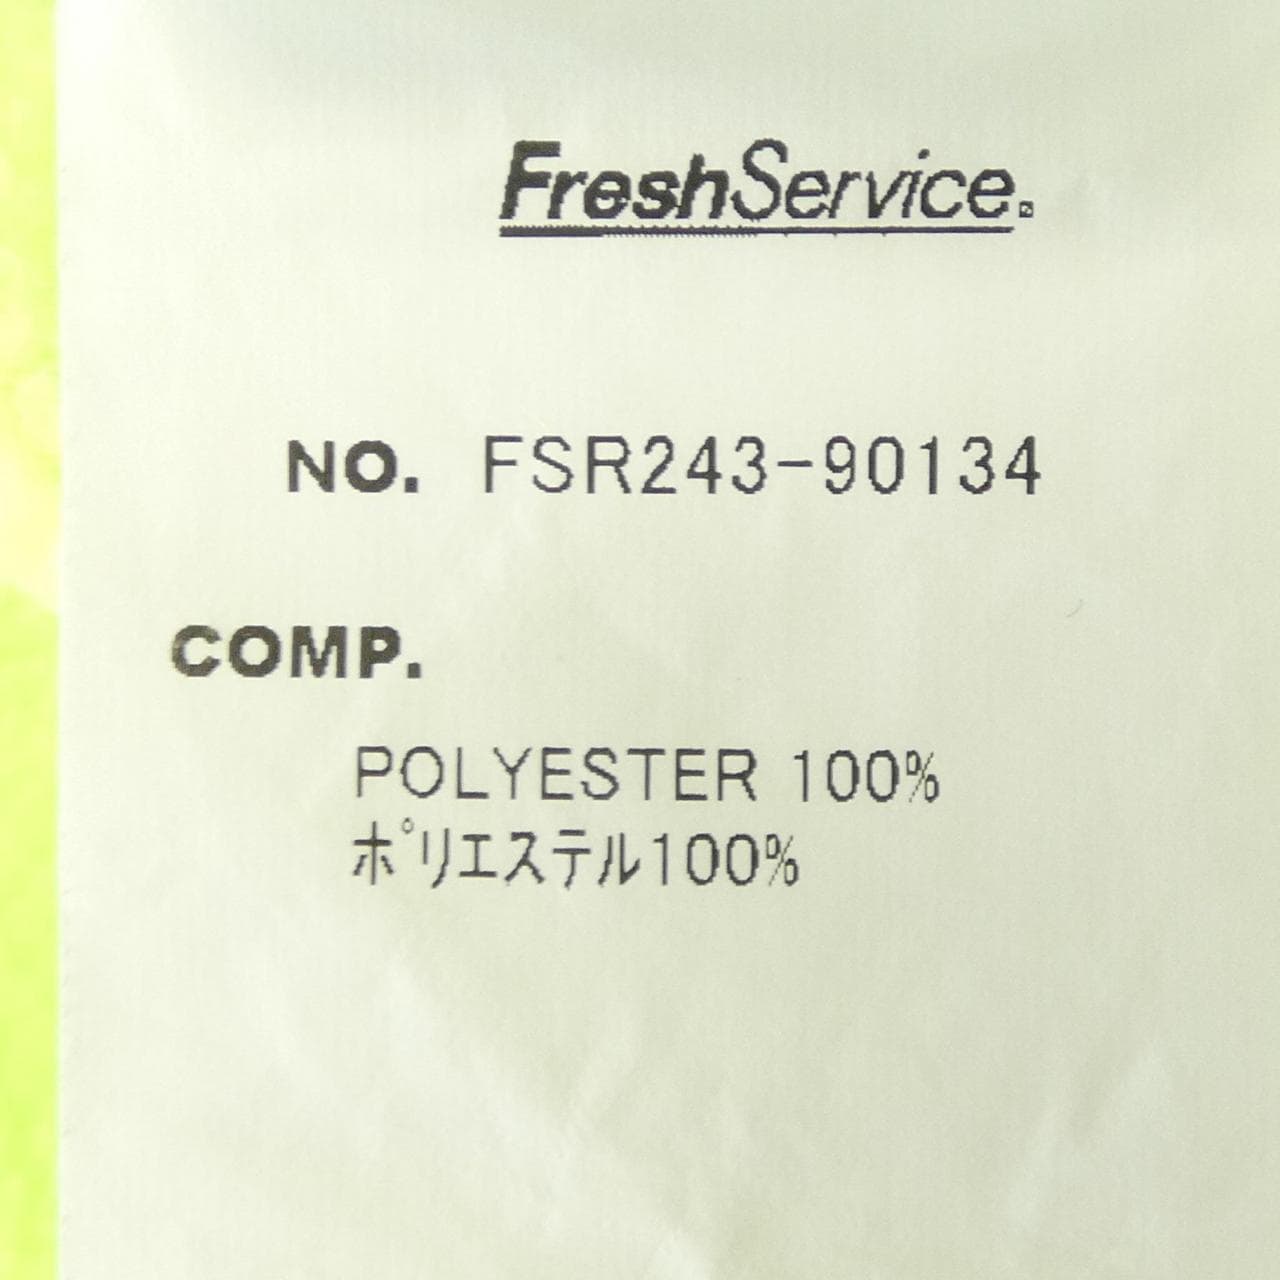 FreshService.
NO. FSR243-90134
COMP.
POLYESTER 100%
ﾎﾟﾘｴｽﾃﾙ100%